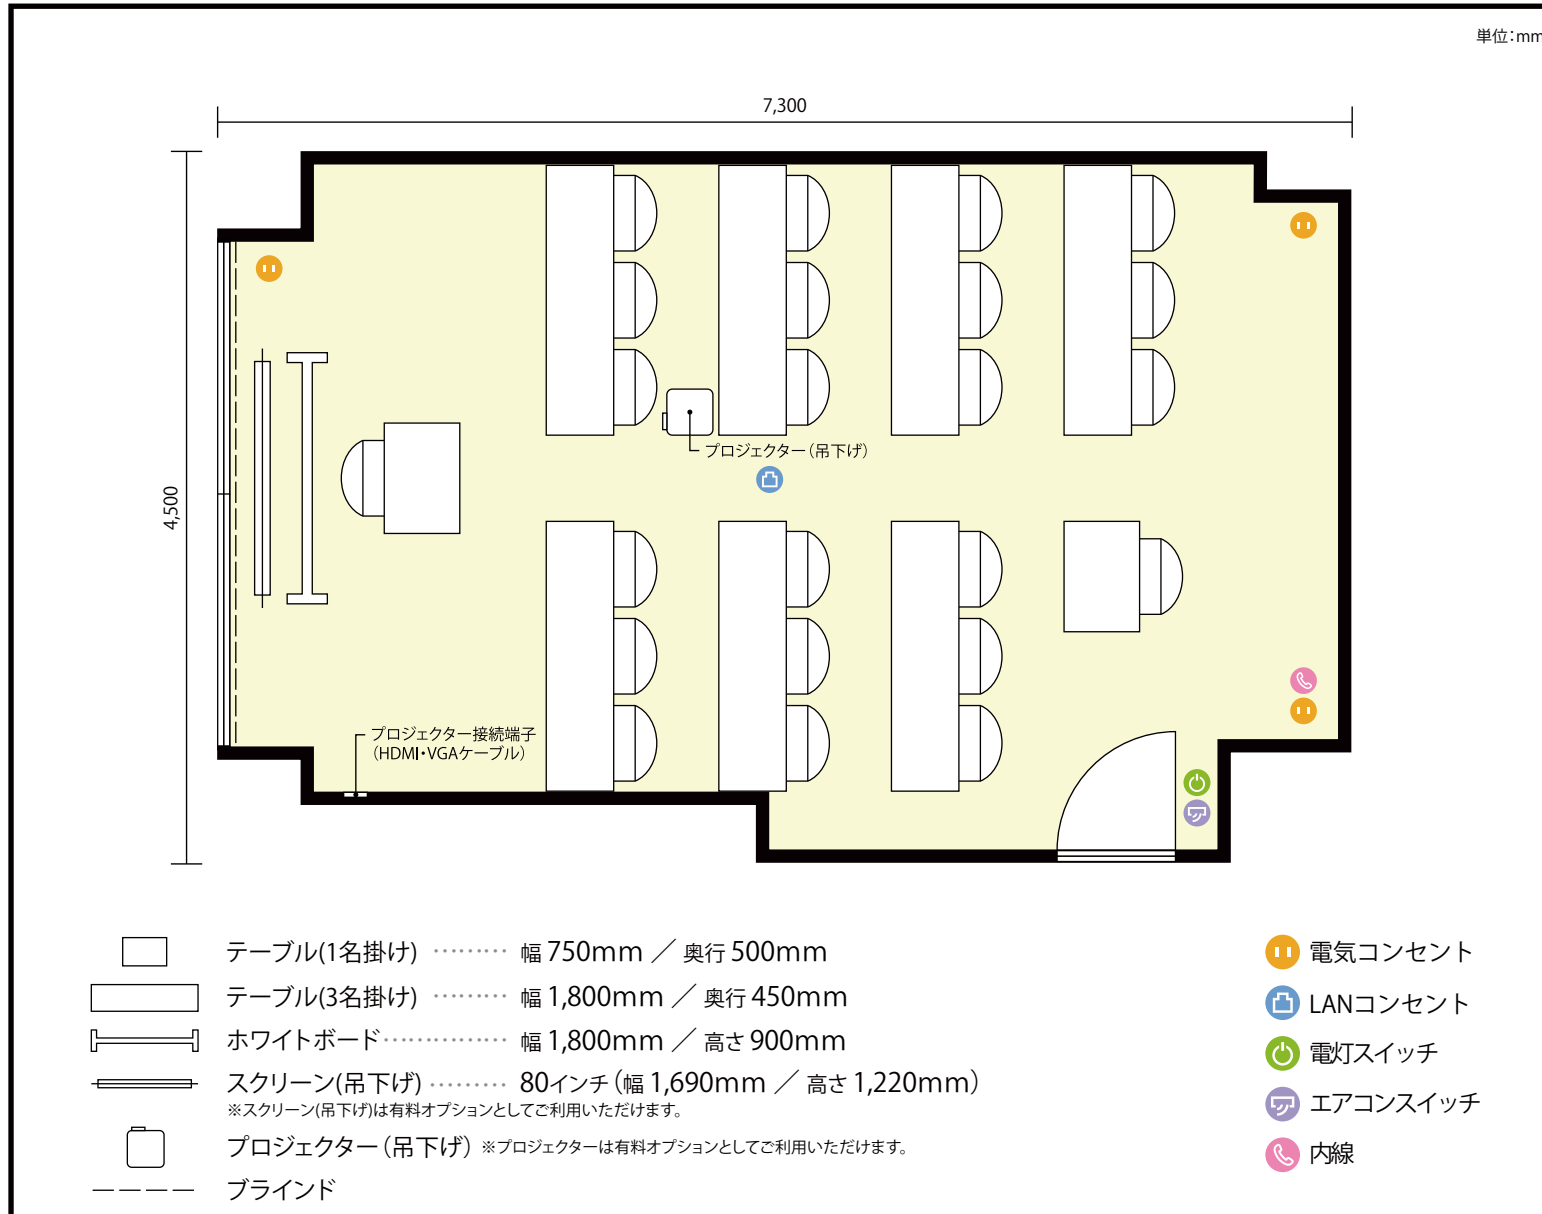 単位：mm
7,300
4,500
プロジェクター（吊下げ）
プロジェクター接続端子
（HDMI・VGAケーブル）
テーブル(1名掛け) ……… 幅 750mm ／ 奥行 500mm
テーブル(3名掛け) ……… 幅 1,800mm ／ 奥行 450mm
ホワイトボード…………… 幅 1,800mm ／ 高さ 900mm
スクリーン(吊下げ) ……… 80インチ（幅 1,690mm ／ 高さ 1,220mm）
※スクリーン(吊下げ)は有料オプションとしてご利用いただけます。
プロジェクター（吊下げ） ※プロジェクターは有料オプションとしてご利用いただけます。
ブラインド
電気コンセント
LANコンセント
電灯スイッチ
エアコンスイッチ
内線